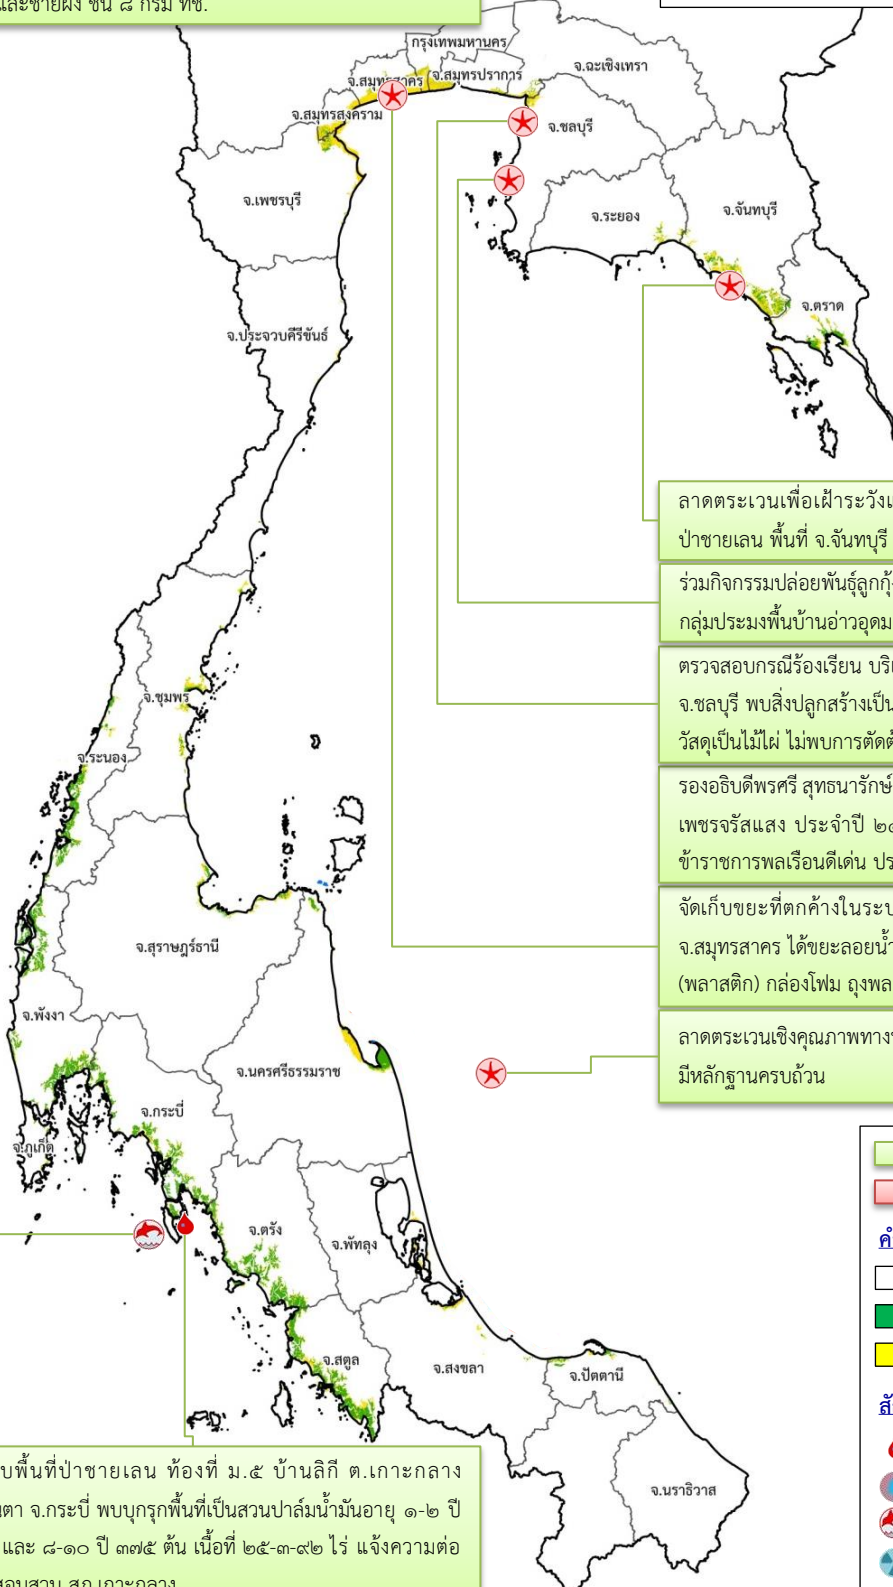 และชายฝั่ง ชั้น ๘ กรม ทช.
กรุงเทพมหานคร
จ.ฉะเชิงเทรา
จ.สมุทรสาคร
จ.สมุทรปราการ
จ.สมุทรสงคราม
จ.ชลบุรี
จ.เพชรบุรี
จ.ระยอง
จ.จันทบุรี
จ.ตราด
จ.ประจวบคีรีขันธ์
ลาดตระเวนเพื่อเฝ้าระวัง
ป่าชายเลน พื้นที่ จ.จันทบุรี
ร่วมกิจกรรมปล่อยพันธุ์ลูกกุ้ง
กลุ่มประมงพื้นบ้านอ่าวอุดม
ตรวจสอบกรณีร้องเรียน
จ.ชลบุรี พบสิ่งปลูกสร้างเป็น
วัสดุเป็นไม้ไผ่ ไม่พบการตัด
จ.ชุมพร
จ.ระนอง
รองอธิบดีพรศรี สุทธนารักษ์
เพชรจรัสแสง ประจำปี
ข้าราชการพลเรือนดีเด่น
จัดเก็บขยะที่ตกค้างใน
จ.สมุทรสาคร ได้ขยะลอยน้ำ
(พลาสติก) กล่องโฟม
จ.สุราษฎร์ธานี
จ.พังงา
ลาดตระเวนเชิงคุณภาพทาง
มีหลักฐานครบถ้วน
จ.นครศรีธรรมราช
จ.กระบี่
จ.ภูเก็ต
จ.ตรัง
จ.พัทลุง
จ.สตูล
จ.สงขลา
จ.ปัตตานี
จ.นราธิวาส
บพื้นที่ป่าชายเลน ท้องที่ ม.๕ บ้านลิกี ต.เกาะกลาง
จ.กระบี่ พบบุกรุกพื้นที่เป็นสวนปาล์มน้ำมันอายุ ๑-๒ ปี
และ ๘-๑๐ ปี ๓๗๕ ต้น เนื้อที่ ๒๕-๓-๙๒ ไร่ แจ้งความต่อ